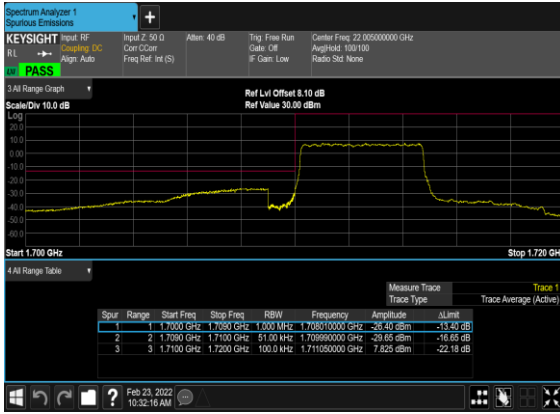 Spectrum Analyzer 1
Spurious Emissions
+
KEYSIGHT Input: RF Input Z: 50 Ω Atten: 40 dB Trig: Free Run Center Freq: 22.005000000 GHz
RL Coupling: DC Corr CCorr Gate: Off Avg|Hold: 100/100
Align: Auto Freq Ref: Int (S) IF Gain: Low Radio Std: None
PASS
3 All Range Graph
Ref Lvl Offset 8.10 dB
Scale/Div 10.0 dB Ref Value 30.00 dBm
Log
20.0
10.0
0.00
-10.0
-20.0
-30.0
-40.0
-50.0
-60.0
Start 1.700 GHz Stop 1.720 GH
4 All Range Table
Measure Trace Trace 1
Trace Type Trace Average (Active)
Spur Range Start Freq Stop Freq RBW Frequency Amplitude ΔLimit
1 1 1.7000 GHz 1.7090 GHz 1.000 MHz 1.708010000 GHz -26.40 dBm -13.40 dB
2 2 1.7090 GHz 1.7100 GHz 51.00 kHz 1.709990000 GHz -29.65 dBm -16.65 dB
3 3 1.7100 GHz 1.7200 GHz 100.0 kHz 1.711050000 GHz 7.825 dBm -22.18 dB
?
Feb 23, 2022
10:32:16 AM